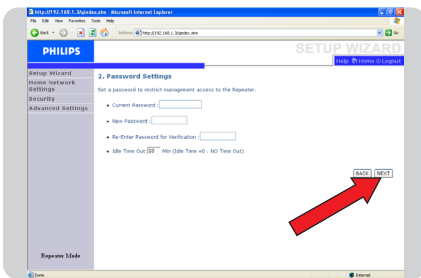 http://192.168.1.3/qindex.stm - Microsoft Internet Explorer
File Edit View Favorites Tools Help
Back
Address http://192.168.1.3/qindex.stm
Go
PHILIPS
SETUP WIZARD
Help Home Logout
Setup Wizard
Home Network Settings
Security
Advanced Settings
2. Password Settings
Set a password to restrict management access to the Repeater.
• Current Password :
• New Password :
• Re-Enter Password for Verification :
• Idle Time Out: 10 Min (Idle Time =0 : NO Time Out)
BACK NEXT
Repeater Mode
Done
Internet